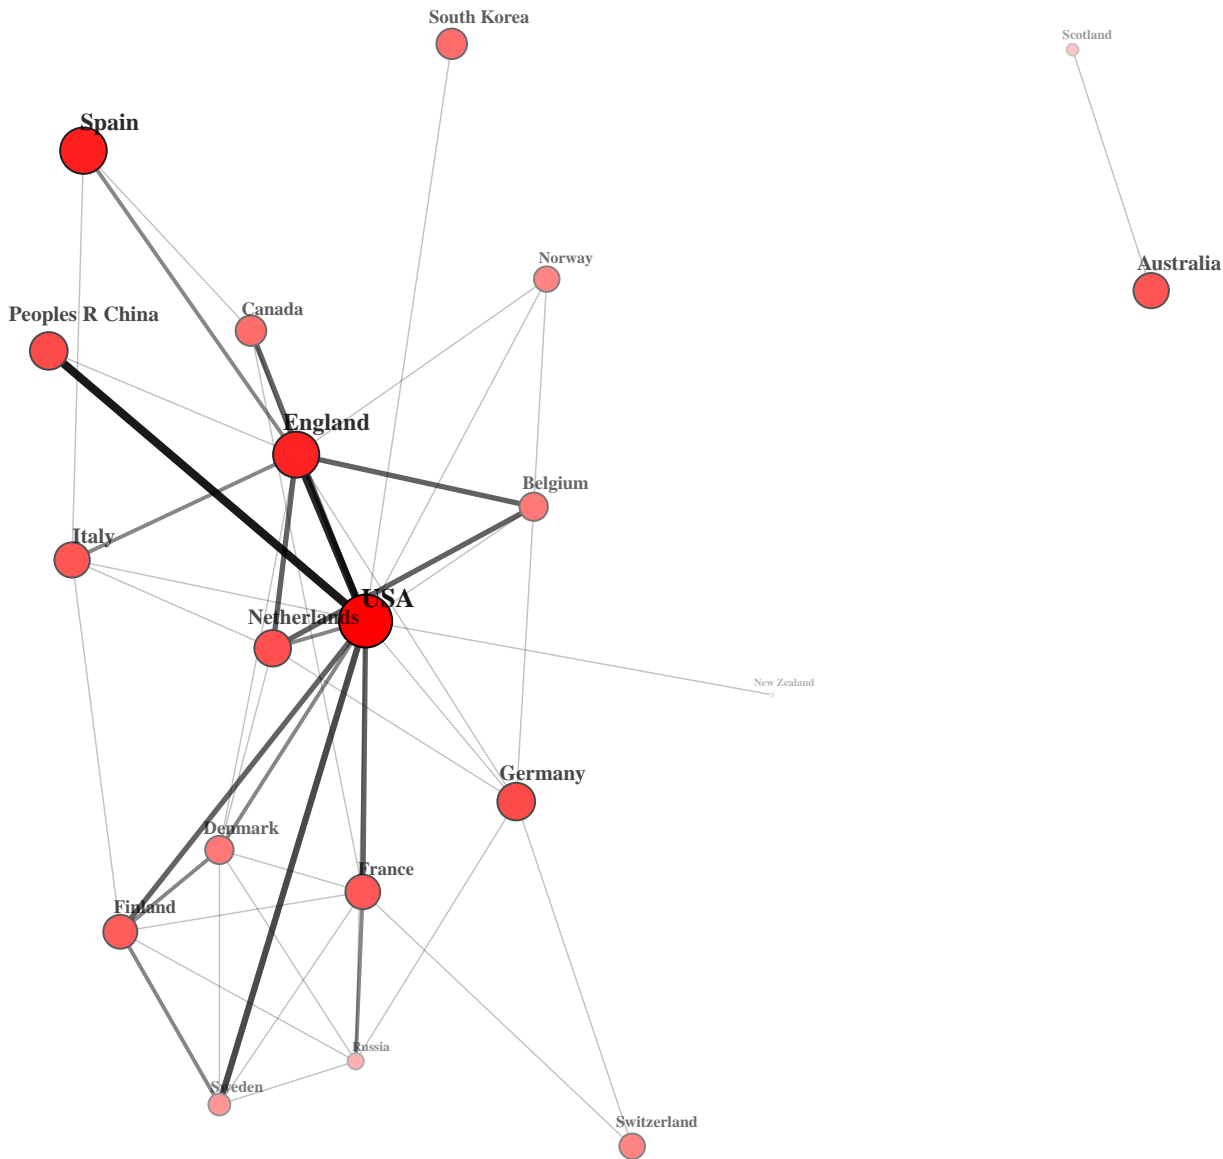 South Korea
Scotland
Spain
Norway
Australia
Canada
Peoples R China
England
Belgium
Italy
USA
Netherlands
New Zealand
Germany
Denmark
France
Finland
Russia
Sweden
Switzerland